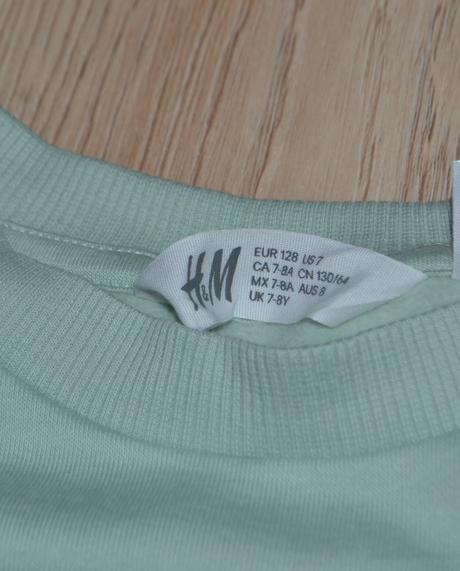 H&M
EUR 128 US 7
CA 7-8A CN 130/64
MX 7-8A AUS 8
UK 7-8Y